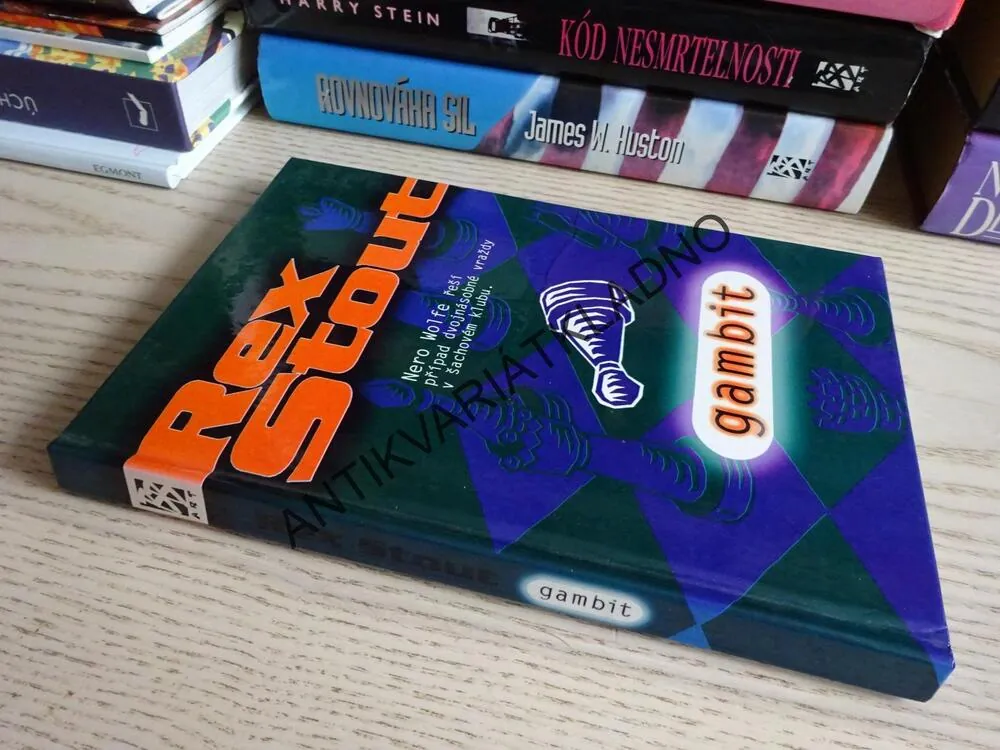 HARRY STEIN
KÓD NESMRTELNOSTI
ROVNOVÁHA SIL
James W. Huston
ÚCH
EGMONT
N
Rex
Stout
Nero Wolfe řeší
případ dvojnásobné vraždy
v šachovém klubu.
gambit
ANTIKVARIÁT KLADNO
rex stout
gambit